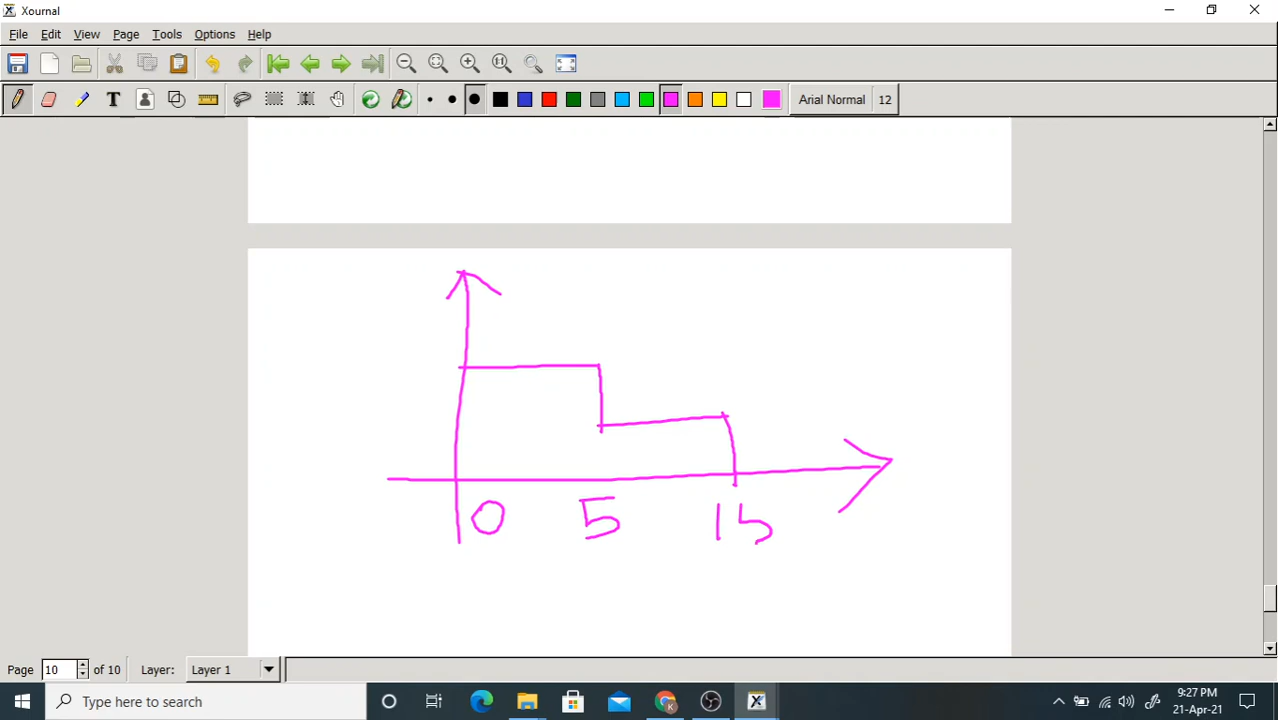 Xournal
File Edit View Page Tools Options Help
Arial Normal 12
0 5 15
Page 10 of 10 Layer: Layer 1
Type here to search
9:27 PM
21-Apr-21